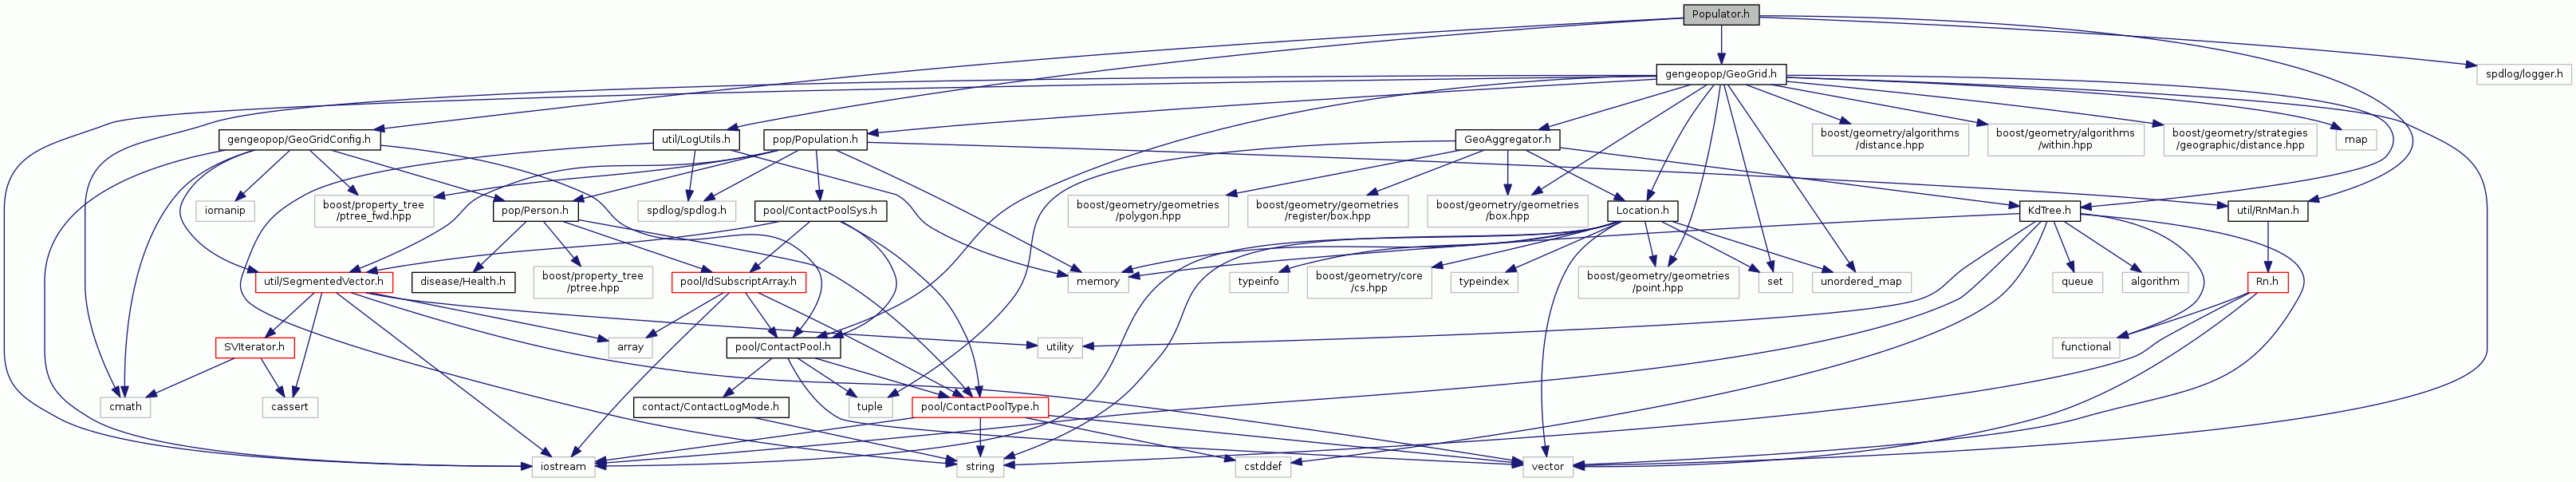 Populator.h
gengeopop/GeoGrid.h
spdlog/logger.h
gengeopop/GeoGridConfig.h
util/LogUtils.h
pop/Population.h
GeoAggregator.h
boost/geometry/algorithms
/distance.hpp
boost/geometry/algorithms
/within.hpp
boost/geometry/strategies
/geographic/distance.hpp
map
iomanip
boost/property_tree
/ptree_fwd.hpp
pop/Person.h
spdlog/spdlog.h
pool/ContactPoolSys.h
boost/geometry/geometries
/polygon.hpp
boost/geometry/geometries
/register/box.hpp
boost/geometry/geometries
/box.hpp
Location.h
KdTree.h
util/RnMan.h
util/SegmentedVector.h
disease/Health.h
boost/property_tree
/ptree.hpp
pool/IdSubscriptArray.h
memory
typeinfo
boost/geometry/core
/cs.hpp
typeindex
boost/geometry/geometries
/point.hpp
set
unordered_map
queue
algorithm
Rn.h
SVIterator.h
array
pool/ContactPool.h
utility
functional
cmath
cassert
contact/ContactLogMode.h
tuple
pool/ContactPoolType.h
iostream
string
cstddef
vector